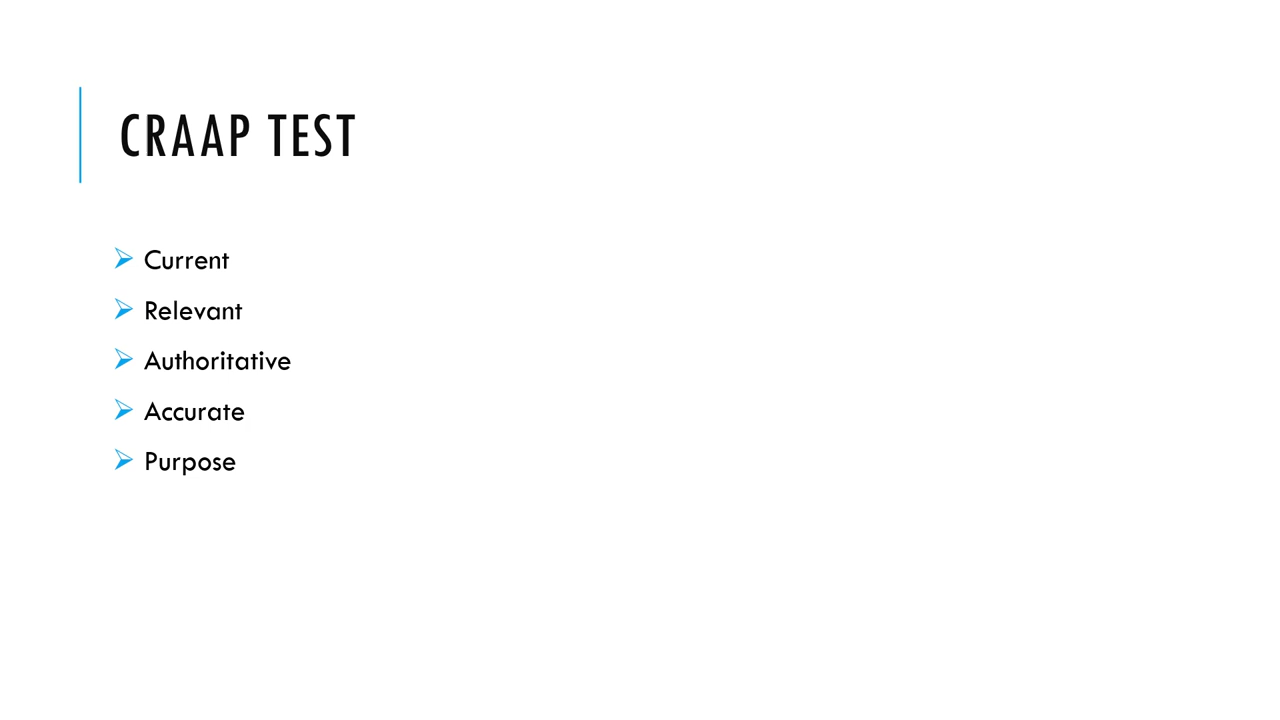 CRAAP TEST
Current
Relevant
Authoritative
Accurate
Purpose